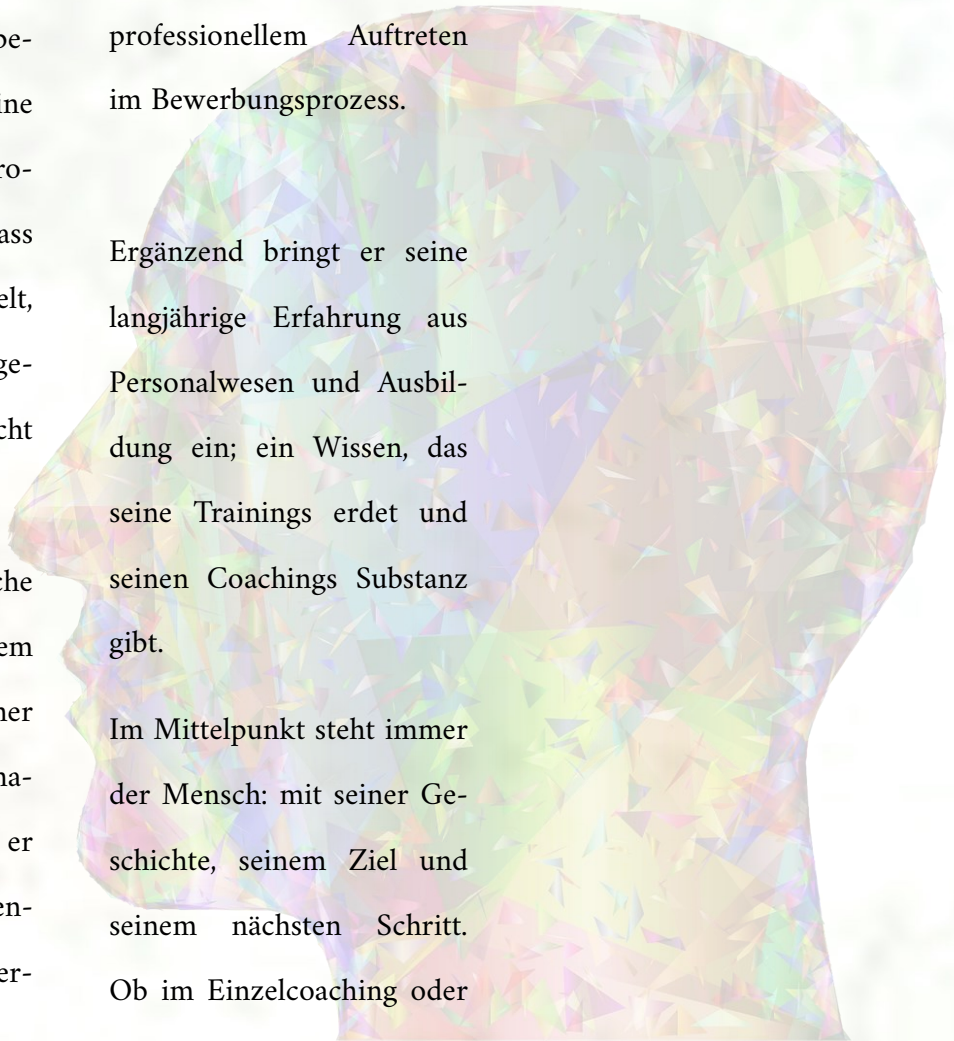 professionellem Auftreten
im Bewerbungsprozess.
Ergänzend bringt er seine
langjährige Erfahrung aus
Personalwesen und Ausbil-
dung ein; ein Wissen, das
seine Trainings erdet und
seinen Coachings Substanz
gibt.
Im Mittelpunkt steht immer
der Mensch: mit seiner Ge-
schichte, seinem Ziel und
seinem nächsten Schritt.
Ob im Einzelcoaching oder